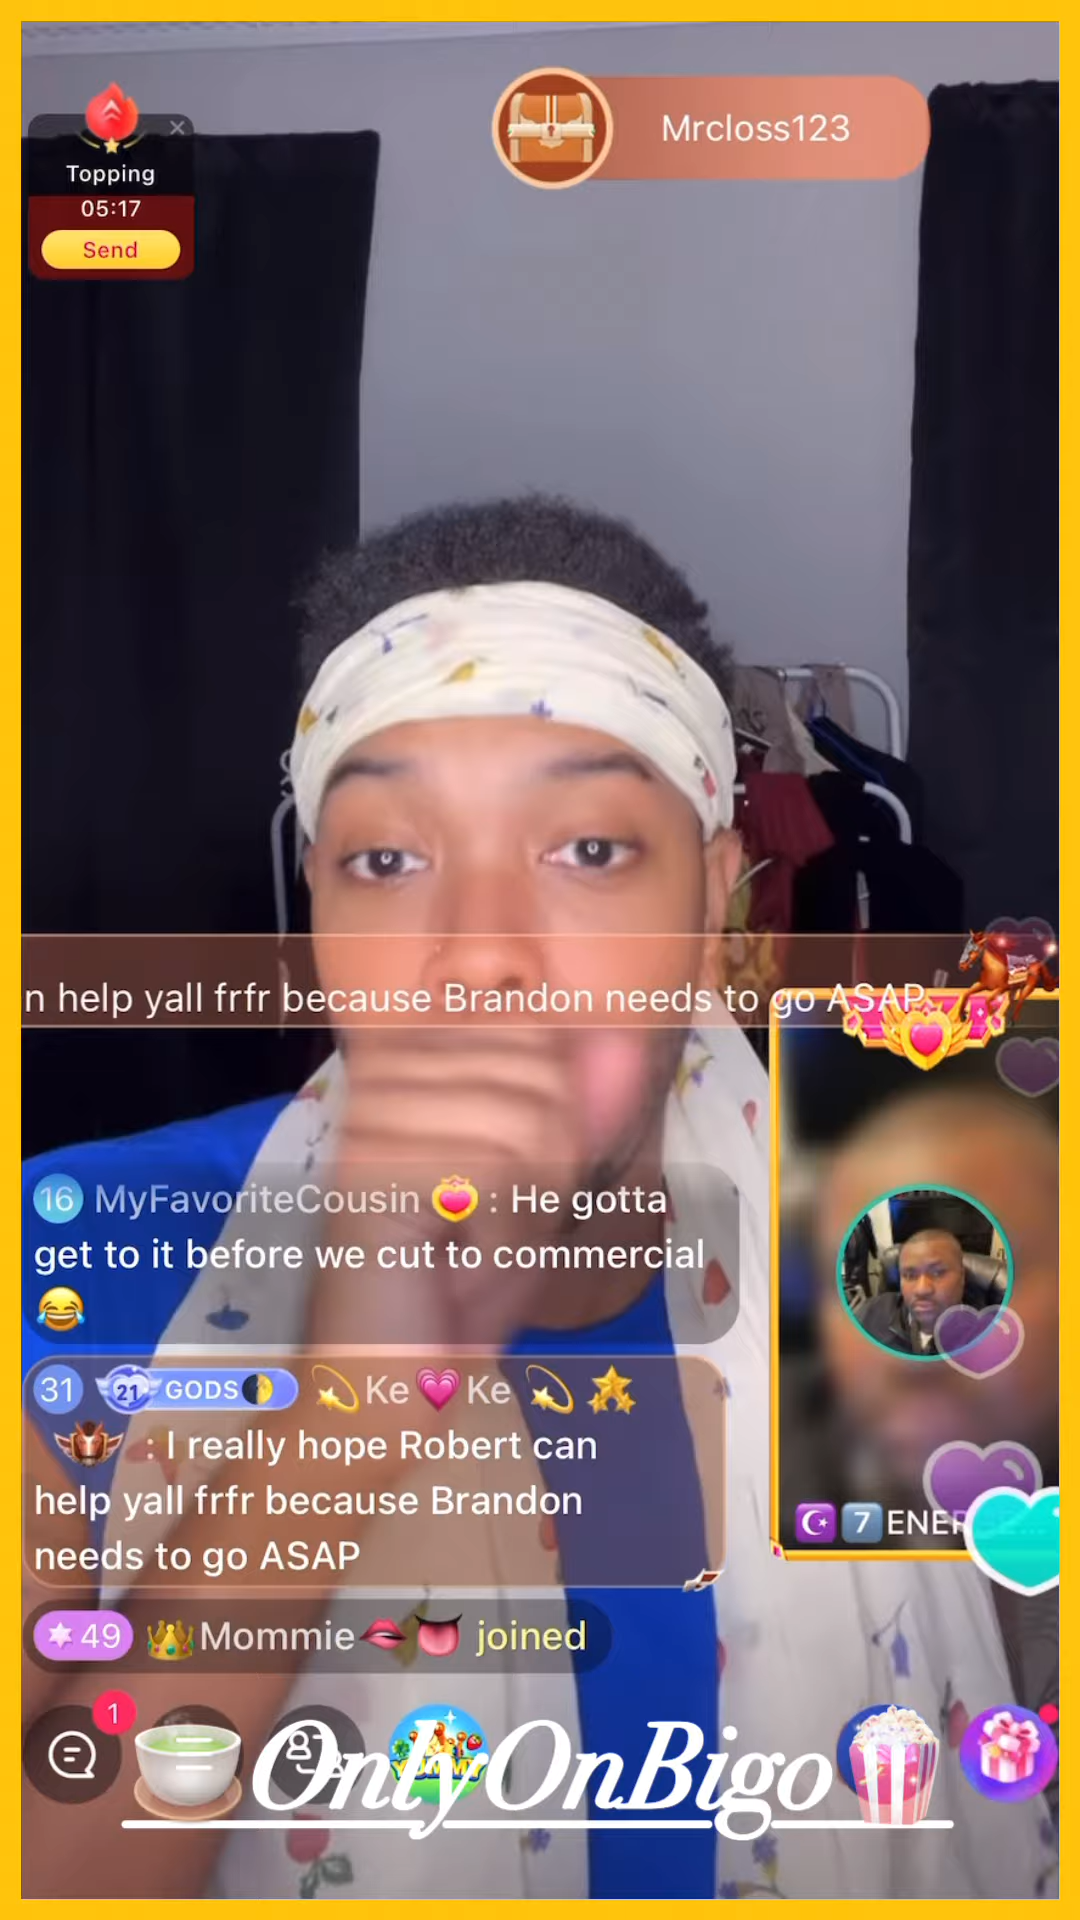 Mrcloss123
Topping
05:17
Send
n help yall frfr because Brandon needs to go ASAP
16 MyFavoriteCousin : He gotta
get to it before we cut to commercial
😂
31 21 GODS🌓 💫Ke💗Ke 💫
: I really hope Robert can
help yall frfr because Brandon
needs to go ASAP
☪️ 7️⃣ ENER
49 👑Mommie🫦👅 joined
1
OnlyOnBigo